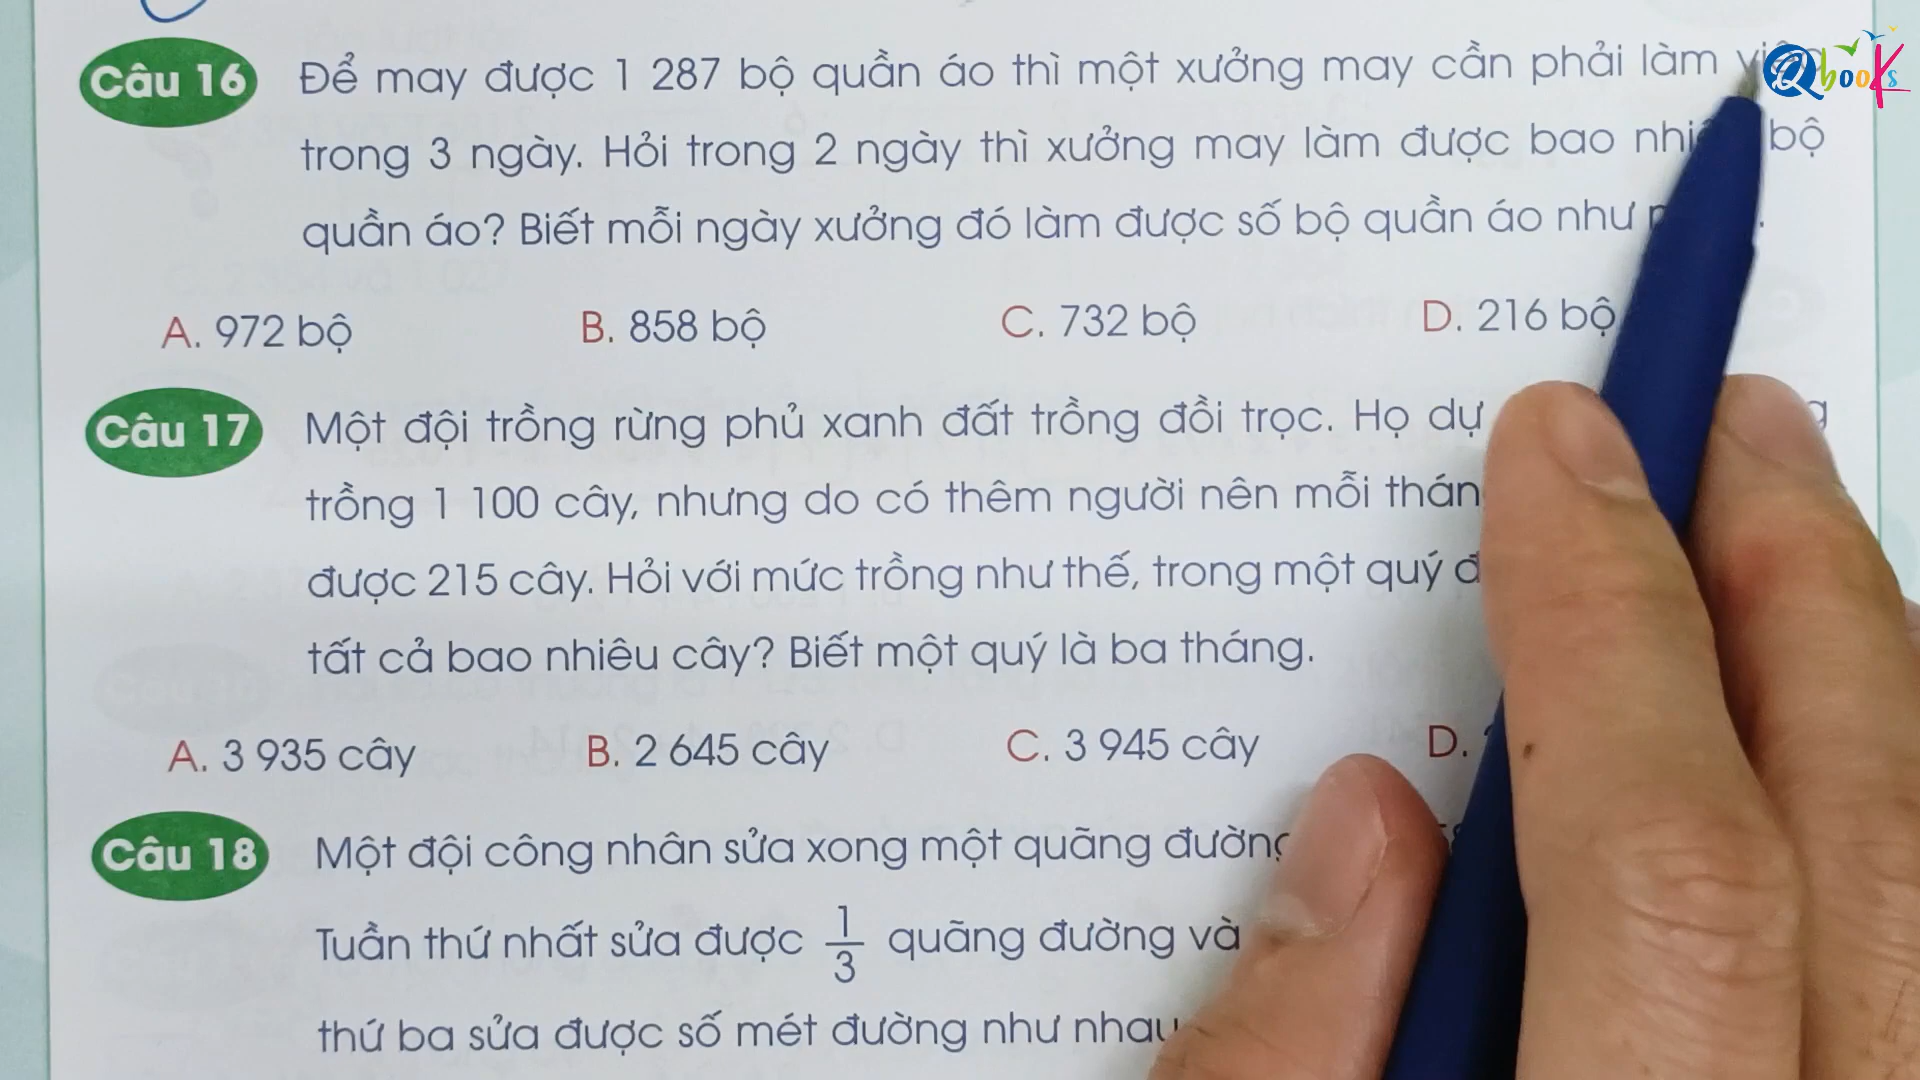 Qbooks
Câu 16 Để may được 1 287 bộ quần áo thì một xưởng may cần phải làm
trong 3 ngày. Hỏi trong 2 ngày thì xưởng may làm được bao bộ
quần áo? Biết mỗi ngày xưởng đó làm được số bộ quần áo như
A. 972 bộ B. 858 bộ C. 732 bộ D. 216 bộ
Câu 17 Một đội trồng rừng phủ xanh đất trồng đồi trọc. Họ dự
trồng 1 100 cây, nhưng do có thêm người nên mỗi
được 215 cây. Hỏi với mức trồng như thế, trong một quý
tất cả bao nhiêu cây? Biết một quý là ba tháng.
A. 3 935 cây B. 2 645 cây C. 3 945 cây D.
Câu 18 Một đội công nhân sửa xong một quãng đường
Tuần thứ nhất sửa được 1/3 quãng đường và
thứ ba sửa được số mét đường như nhau